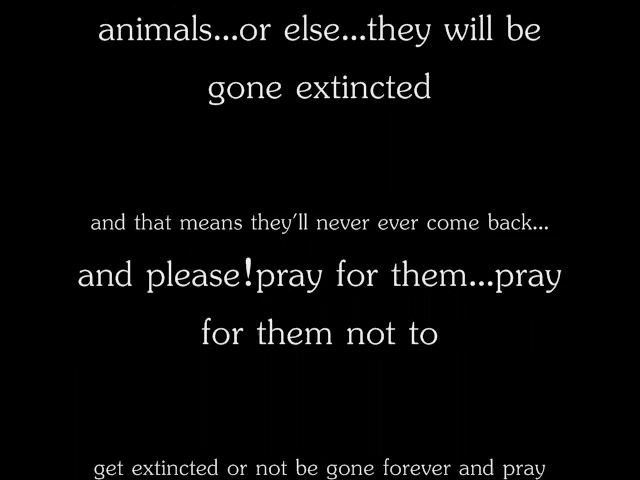 animals...or else...they will be
gone extincted
and that means they'll never ever come back...
and please!pray for them...pray
for them not to
get extincted or not be gone forever and pray